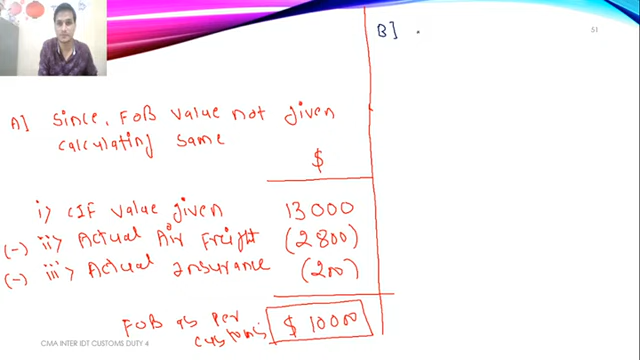 B] .
51
A] Since, FOB value not given
calculating same
$
i> CIF value given 13000
(-) ii> Actual Air Freight (2800)
(-) iii> Actual Insurance (200)
FOB as per customs $ 10000
CMA INTER IDT CUSTOMS DUTY 4